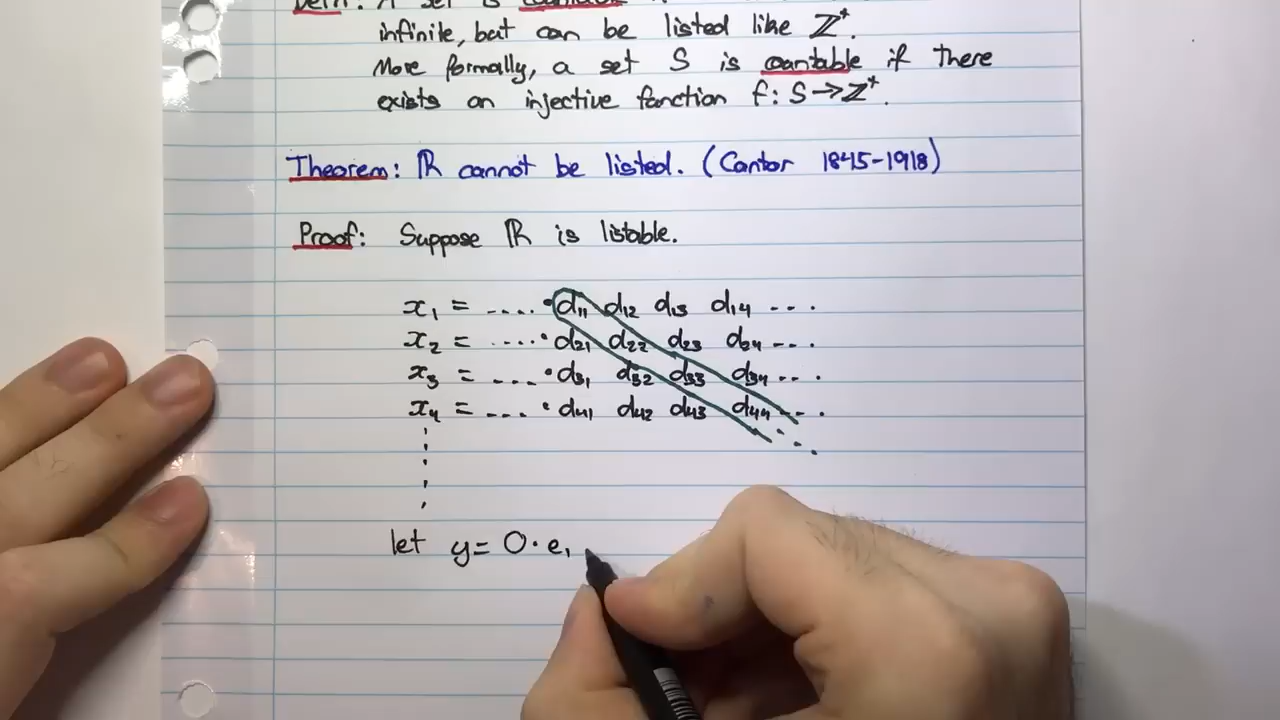 infinite, but can be listed like ℤ⁺.
More formally, a set S is countable if there
exists an injective function f: S→ℤ⁺.
Theorem: ℝ cannot be listed. (Cantor 1845-1918)
Proof: Suppose ℝ is listable.
x₁ = ....•d₁₁ d₁₂ d₁₃ d₁₄ ...
x₂ = ....•d₂₁ d₂₂ d₂₃ d₂₄ ...
x₃ = ....•d₃₁ d₃₂ d₃₃ d₃₄ ...
x₄ = ....•d₄₁ d₄₂ d₄₃ d₄₄ ...
let y = 0•e₁